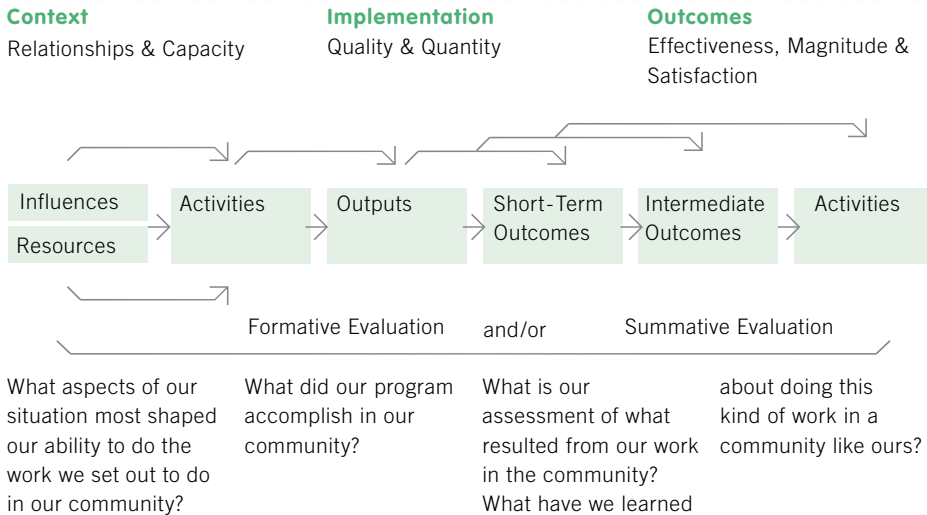 Context
Relationships & Capacity
Implementation
Quality & Quantity
Outcomes
Effectiveness, Magnitude &
Satisfaction
Influences
Resources
Activities
Outputs
Short-Term
Outcomes
Intermediate
Outcomes
Activities
Formative Evaluation
and/or
Summative Evaluation
What aspects of our
situation most shaped
our ability to do the
work we set out to do
in our community?
What did our program
accomplish in our
community?
What is our
assessment of what
resulted from our work
in the community?
What have we learned
about doing this
kind of work in a
community like ours?